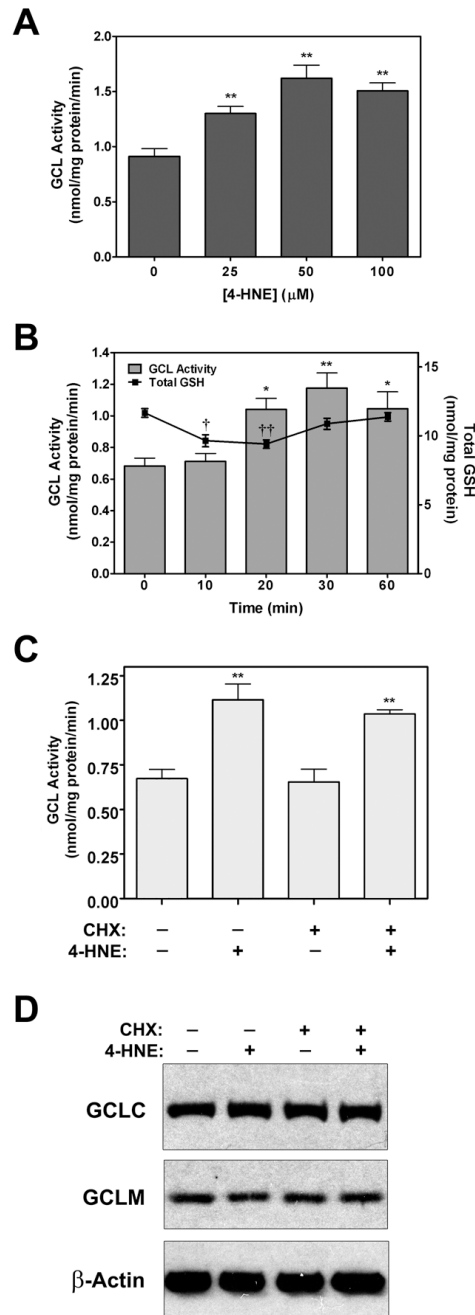 A
GCL Activity
(nmol/mg protein/min)
2.0
1.5
1.0
0.5
0.0
**
**
**
0 25 50 100
[4-HNE] (μM)
B
GCL Activity
(nmol/mg protein/min)
1.4
1.2
1.0
0.8
0.6
0.4
0.2
0.0
GCL Activity
Total GSH
†
††
*
**
*
15
10
5
0
Total GSH
(nmol/mg protein)
0 10 20 30 60
Time (min)
C
GCL Activity
(nmol/mg protein/min)
1.25
1.00
0.75
0.25
0.00
**
**
CHX: – – + +
4-HNE: – + – +
D
CHX: – – + +
4-HNE: – + – +
GCLC
GCLM
β-Actin